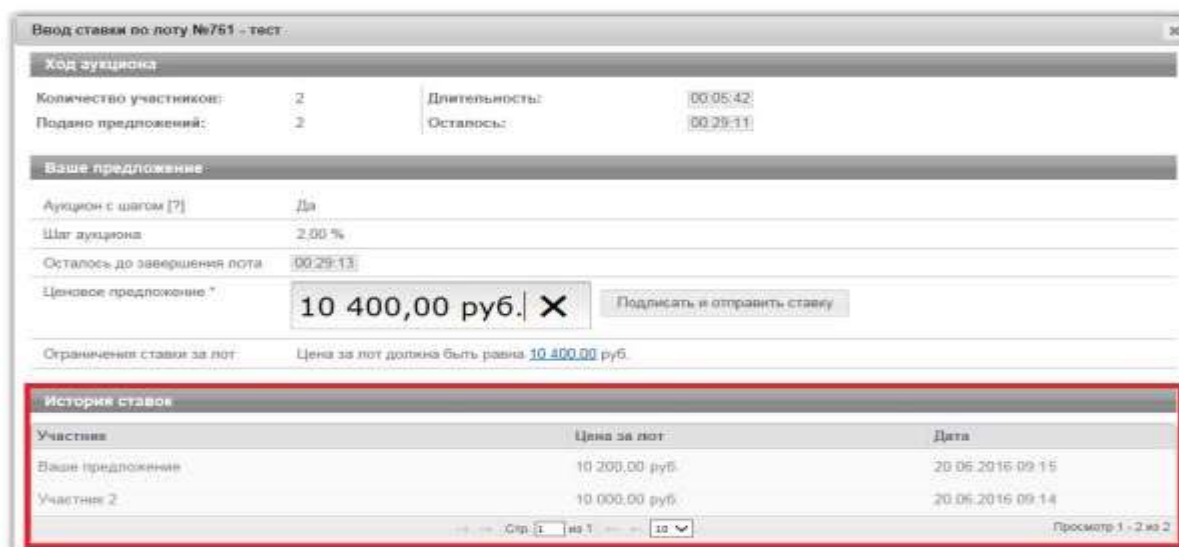 Ввод ставки по лоту №761 - тест
Ход аукциона
Количество участников: 2 Длительность: 00:05:42
Подано предложений: 2 Осталось: 00:29:11
Ваше предложение
Аукцион с шагом [?] Да
Шаг аукциона 2,00 %
Осталось до завершения лота 00:29:13
Ценовое предложение * 10 400,00 руб. Подписать и отправить ставку
Ограничения ставки за лот Цена за лот должна быть равна 10 400,00 руб.
История ставок
Участник Цена за лот Дата
Ваше предложение 10 200,00 руб. 20.06.2016 09:15
Участник 2 10 000,00 руб. 20.06.2016 09:14
Стр. 1 из 1 10 Просмотр 1 - 2 из 2